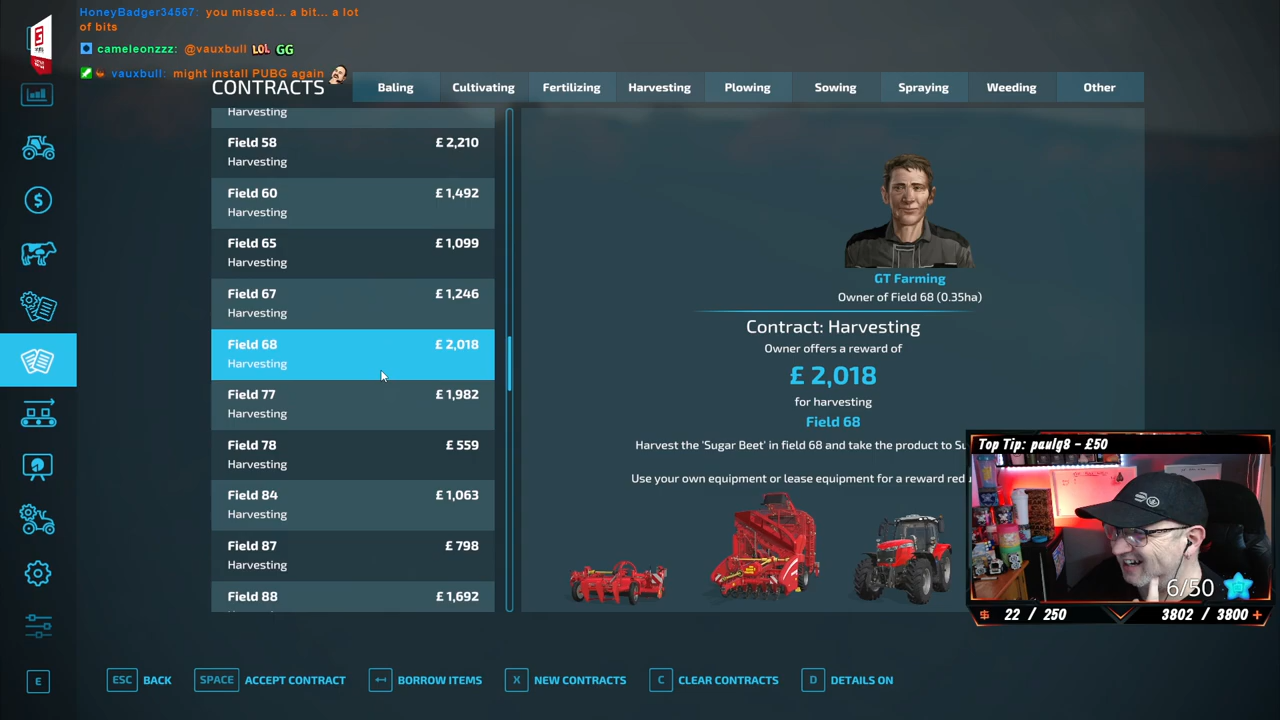 HoneyBadger34567: you missed... a bit... a lot
of bits
cameleonzzz: @vauxbull LOL GG
vauxbull: might install PUBG again
CONTRACTS
Baling
Cultivating
Fertilizing
Harvesting
Plowing
Sowing
Spraying
Weeding
Other
Harvesting
Field 58 £ 2,210
Harvesting
Field 60 £ 1,492
Harvesting
Field 65 £ 1,099
Harvesting
Field 67 £ 1,246
Harvesting
Field 68 £ 2,018
Harvesting
Field 77 £ 1,982
Harvesting
Field 78 £ 559
Harvesting
Field 84 £ 1,063
Harvesting
Field 87 £ 798
Harvesting
Field 88 £ 1,692
GT Farming
Owner of Field 68 (0.35ha)
Contract: Harvesting
Owner offers a reward of
£ 2,018
for harvesting
Field 68
Harvest the 'Sugar Beet' in field 68 and take the product to Su
Use your own equipment or lease equipment for a reward red
Top Tip: paulg8 - £50
6/50
22 / 250
3802 / 3800 +
E
ESC BACK
SPACE ACCEPT CONTRACT
BORROW ITEMS
X NEW CONTRACTS
C CLEAR CONTRACTS
D DETAILS ON